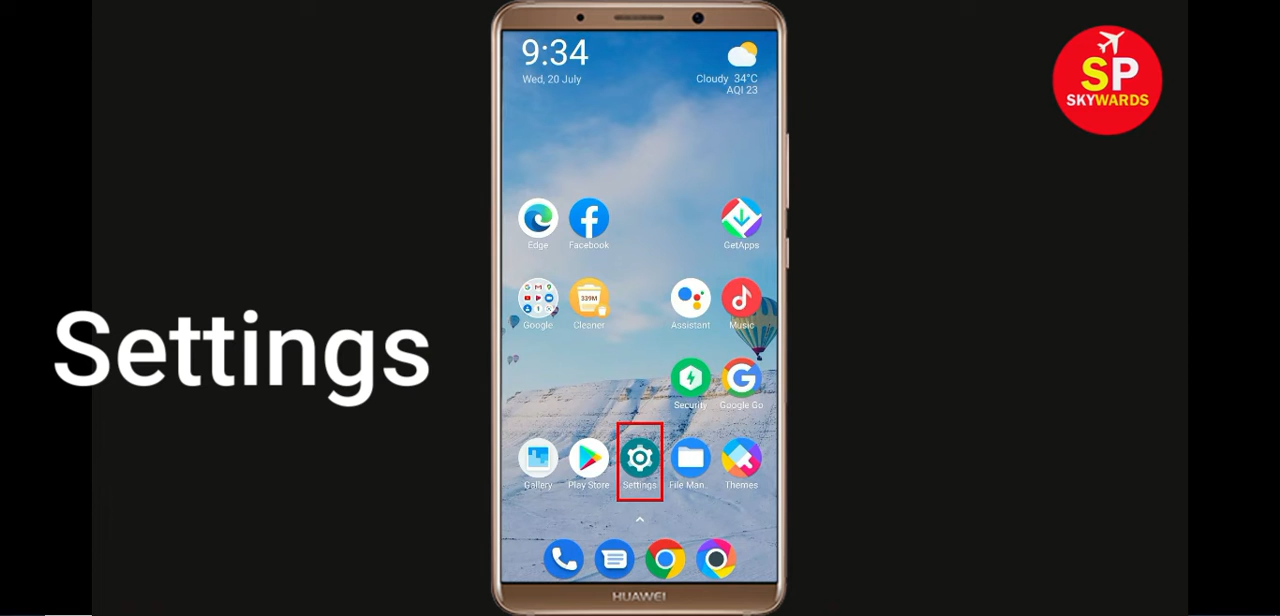 9:34
Wed, 20 July
Cloudy 34°C
AQI 23
SP
SKYWARDS
Edge
Facebook
GetApps
339M
Google
Cleaner
Assistant
Music
Settings
Security
Google Go
Gallery
Play Store
Settings
File Man.
Themes
HUAWEI